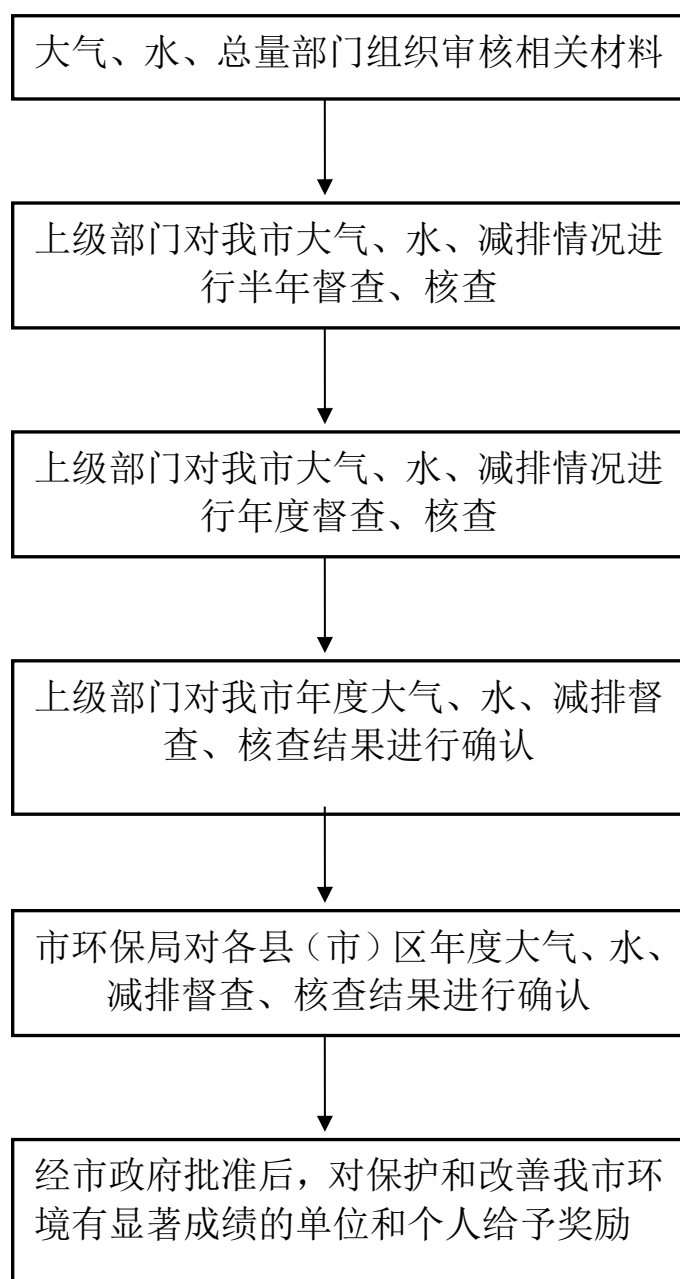 大气、水、总量部门组织审核相关材料
上级部门对我市大气、水、减排情况进
行半年督查、核查
上级部门对我市大气、水、减排情况进
行年度督查、核查
上级部门对我市年度大气、水、减排督
查、核查结果进行确认
市环保局对各县（市）区年度大气、水、
减排督查、核查结果进行确认
经市政府批准后，对保护和改善我市环
境有显著成绩的单位和个人给予奖励